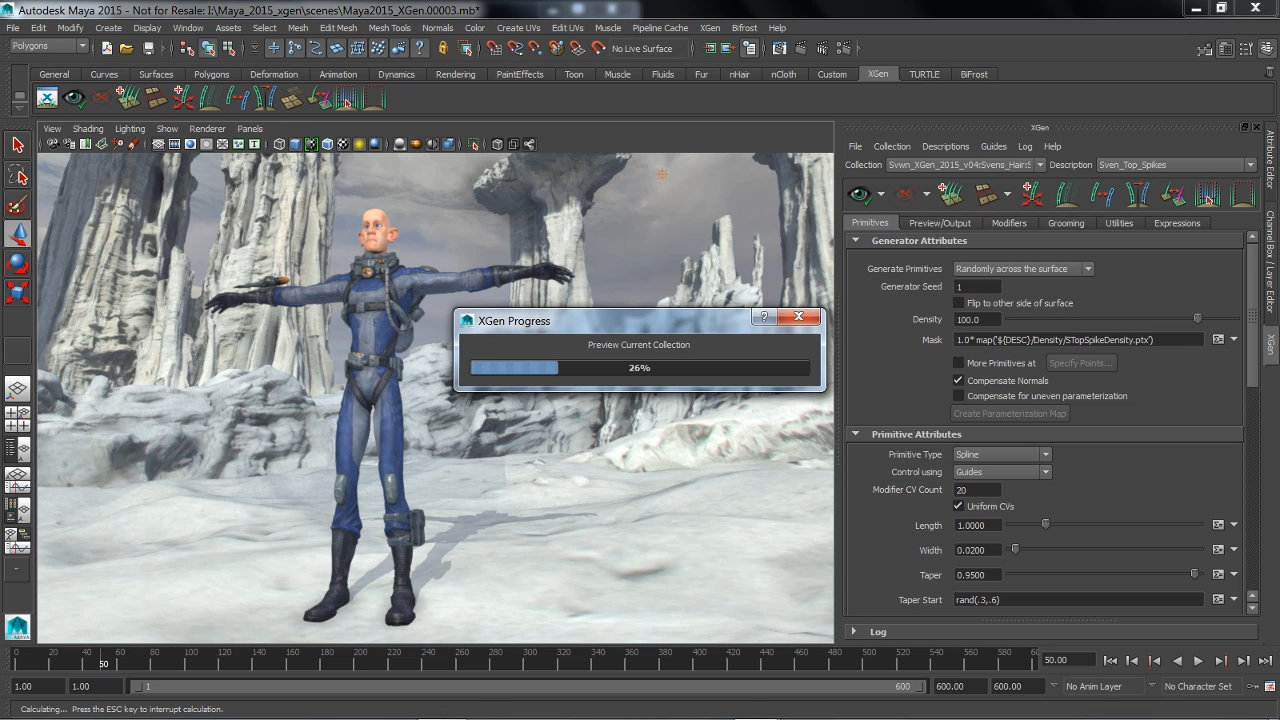 Autodesk Maya 2015 - Not for Resale: I:\Maya_2015_xgen\scenes\Maya2015_XGen.00003.mb*
File Edit Modify Create Display Window Assets Select Mesh Edit Mesh Mesh Tools Normals Color Create UVs Edit UVs Muscle Pipeline Cache XGen Bifrost Help
Polygons
No Live Surface
General Curves Surfaces Polygons Deformation Animation Dynamics Rendering PaintEffects Toon Muscle Fluids Fur nHair nCloth Custom XGen TURTLE BiFrost
View Shading Lighting Show Renderer Panels
XGen Progress
Preview Current Collection
26%
XGen
File Collection Descriptions Guides Log Help
Collection Svwn_XGen_2015_v04:Svens_Hair:S Description Sven_Top_Spikes
Primitives Preview/Output Modifiers Grooming Utilities Expressions
Generator Attributes
Generate Primitives Randomly across the surface
Generator Seed 1
Flip to other side of surface
Density 100.0
Mask 1.0* map('${DESC}/Density/STopSpikeDensity.ptx')
More Primitives at Specify Points...
Compensate Normals
Compensate for uneven parameterization
Create Parameterization Map
Primitive Attributes
Primitive Type Spline
Control using Guides
Modifier CV Count 20
Uniform CVs
Length 1.0000
Width 0.0200
Taper 0.9500
Taper Start rand(.3,.6)
Log
Attribute Editor
Channel Box / Layer Editor
XGen
MAYA
0 20 40 60 80 100 120 140 160 180 200 220 240 260 280 300 320 340 360 380 400 420 440 460 480 500 520 540 560 580 60
50
50.00
1.00 1.00 1 600 600.00 600.00 No Anim Layer No Character Set
Calculating... Press the ESC key to interrupt calculation.